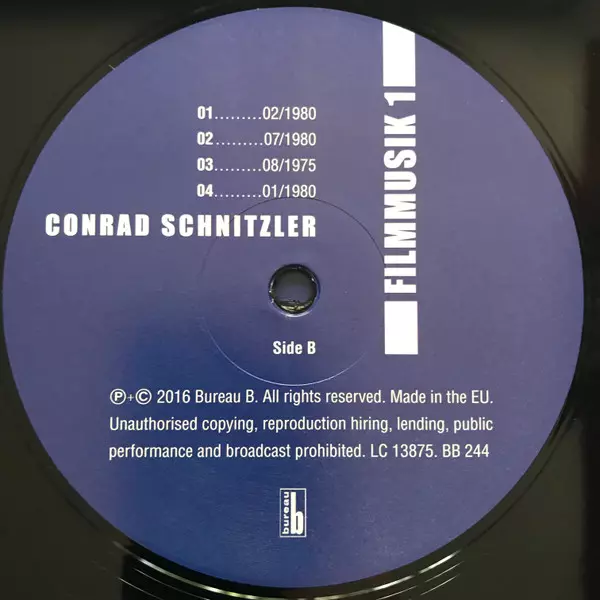 01.........02/1980
02.........07/1980
03.........08/1975
04.........01/1980
CONRAD SCHNITZLER
FILMMUSIK 1
Side B
℗+© 2016 Bureau B. All rights reserved. Made in the EU.
Unauthorised copying, reproduction hiring, lending, public
performance and broadcast prohibited. LC 13875. BB 244
bureau
b